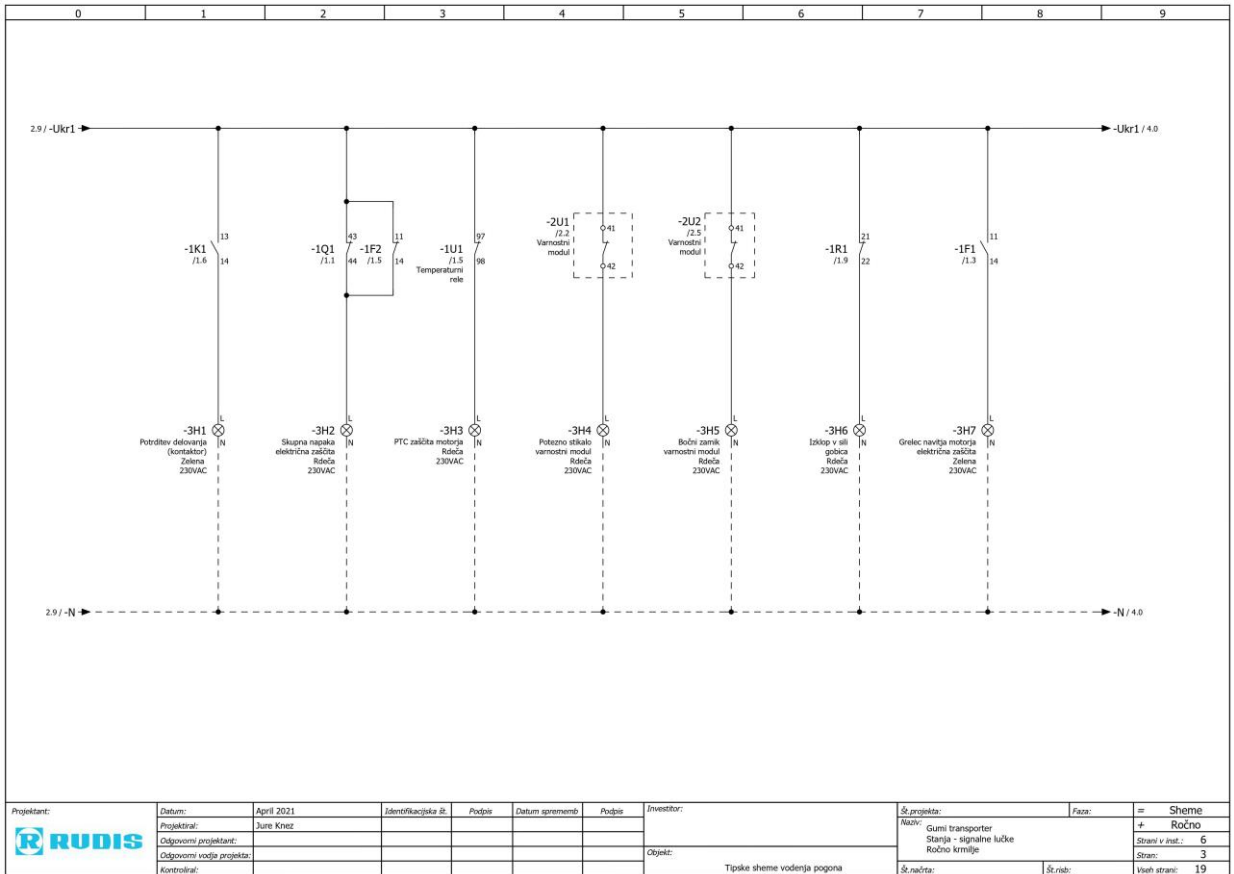 0 1 2 3 4 5 6 7 8 9
2.9 / -Ukr1
-Ukr1 / 4.0
-1K1
/1.6
13
14
-1Q1
/1.1
43
44
-1F2
/1.5
11
14
-1U1
/1.5
Temperaturni
rele
97
98
-2U1
/2.2
Varnostni
modul
41
42
-2U2
/2.5
Varnostni
modul
41
42
-1R1
/1.9
21
22
-1F1
/1.3
11
14
-3H1
Potrditev delovanja
(kontaktor)
Zelena
230VAC
L
N
-3H2
Skupna napaka
električna zaščita
Rdeča
230VAC
L
N
-3H3
PTC zaščita motorja
Rdeča
230VAC
L
N
-3H4
Potezno stikalo
varnostni modul
Rdeča
230VAC
L
N
-3H5
Bočni zamik
varnostni modul
Rdeča
230VAC
L
N
-3H6
Izklop v sili
gobica
Rdeča
230VAC
L
N
-3H7
Grelec navitja motorja
električna zaščita
Zelena
230VAC
L
N
2.9 / -N
-N / 4.0
Projektant:
R RUDIS
Datum: April 2021 Identifikacijska št. Podpis Datum sprememb Podpis
Projektiral: Jure Knez
Odgovorni projektant:
Odgovorni vodja projekta:
Kontroliral:
Investitor:
Objekt:
Tipske sheme vodenja pogona
Št.projekta: Faza:
Naziv:
Gumi transporter
Stanja - signalne lučke
Ročno krmilje
Št.načrta: Št.risb:
= Sheme
+ Ročno
Strani v inst.: 6
Stran: 3
Vseh strani: 19